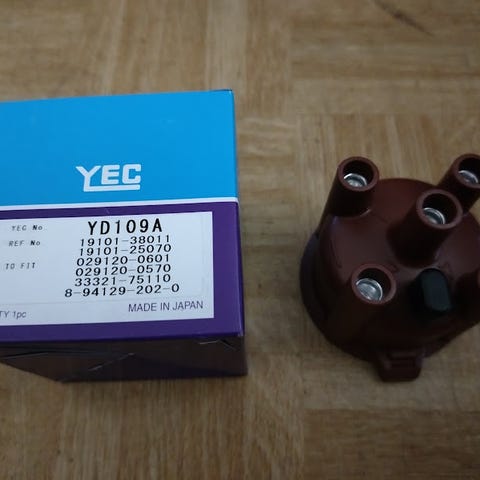 YEC
YEC No YD109A
REF No 19101-38011
19101-25070
TO FIT 029120-0601
029120-0570
33321-75110
8-94129-202-0
TY 1pc MADE IN JAPAN